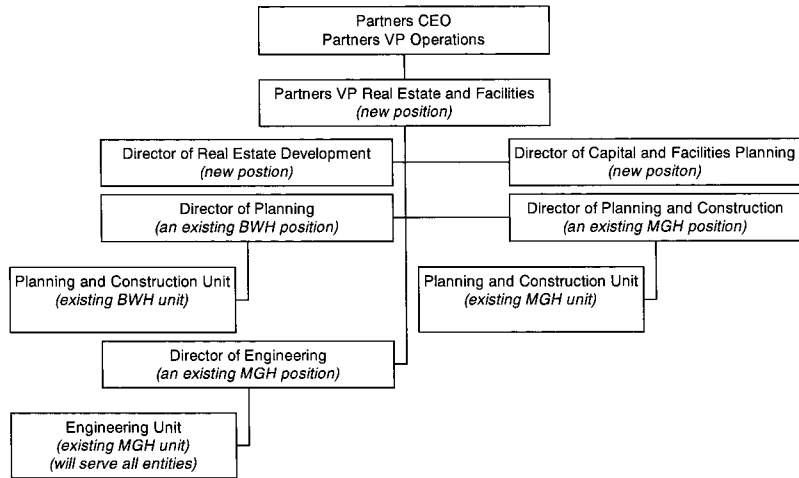 Partners CEO
Partners VP Operations
Partners VP Real Estate and Facilities
(new position)
Director of Real Estate Development
(new postion)
Director of Capital and Facilities Planning
(new positon)
Director of Planning
(an existing BWH position)
Director of Planning and Construction
(an existing MGH position)
Planning and Construction Unit
(existing BWH unit)
Planning and Construction Unit
(existing MGH unit)
Director of Engineering
(an existing MGH position)
Engineering Unit
(existing MGH unit)
(will serve all entities)